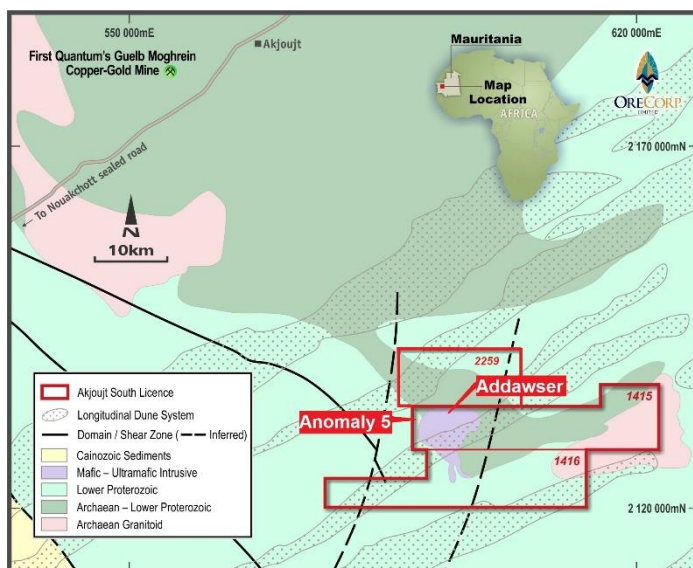 550 000mE
620 000mE
First Quantum's Guelb Moghrein
Copper-Gold Mine
Akjoujt
Mauritania
Map
Location
AFRICA
ORECORP
LIMITED
2 170 000mN
To Nouakchott sealed road
N
10km
2259
Addawser
Anomaly 5
1415
1416
2 120 000mN
Akjoujt South Licence
Longitudinal Dune System
Domain / Shear Zone ( Inferred)
Cainozoic Sediments
Mafic – Ultramafic Intrusive
Lower Proterozoic
Archaean – Lower Proterozoic
Archaean Granitoid